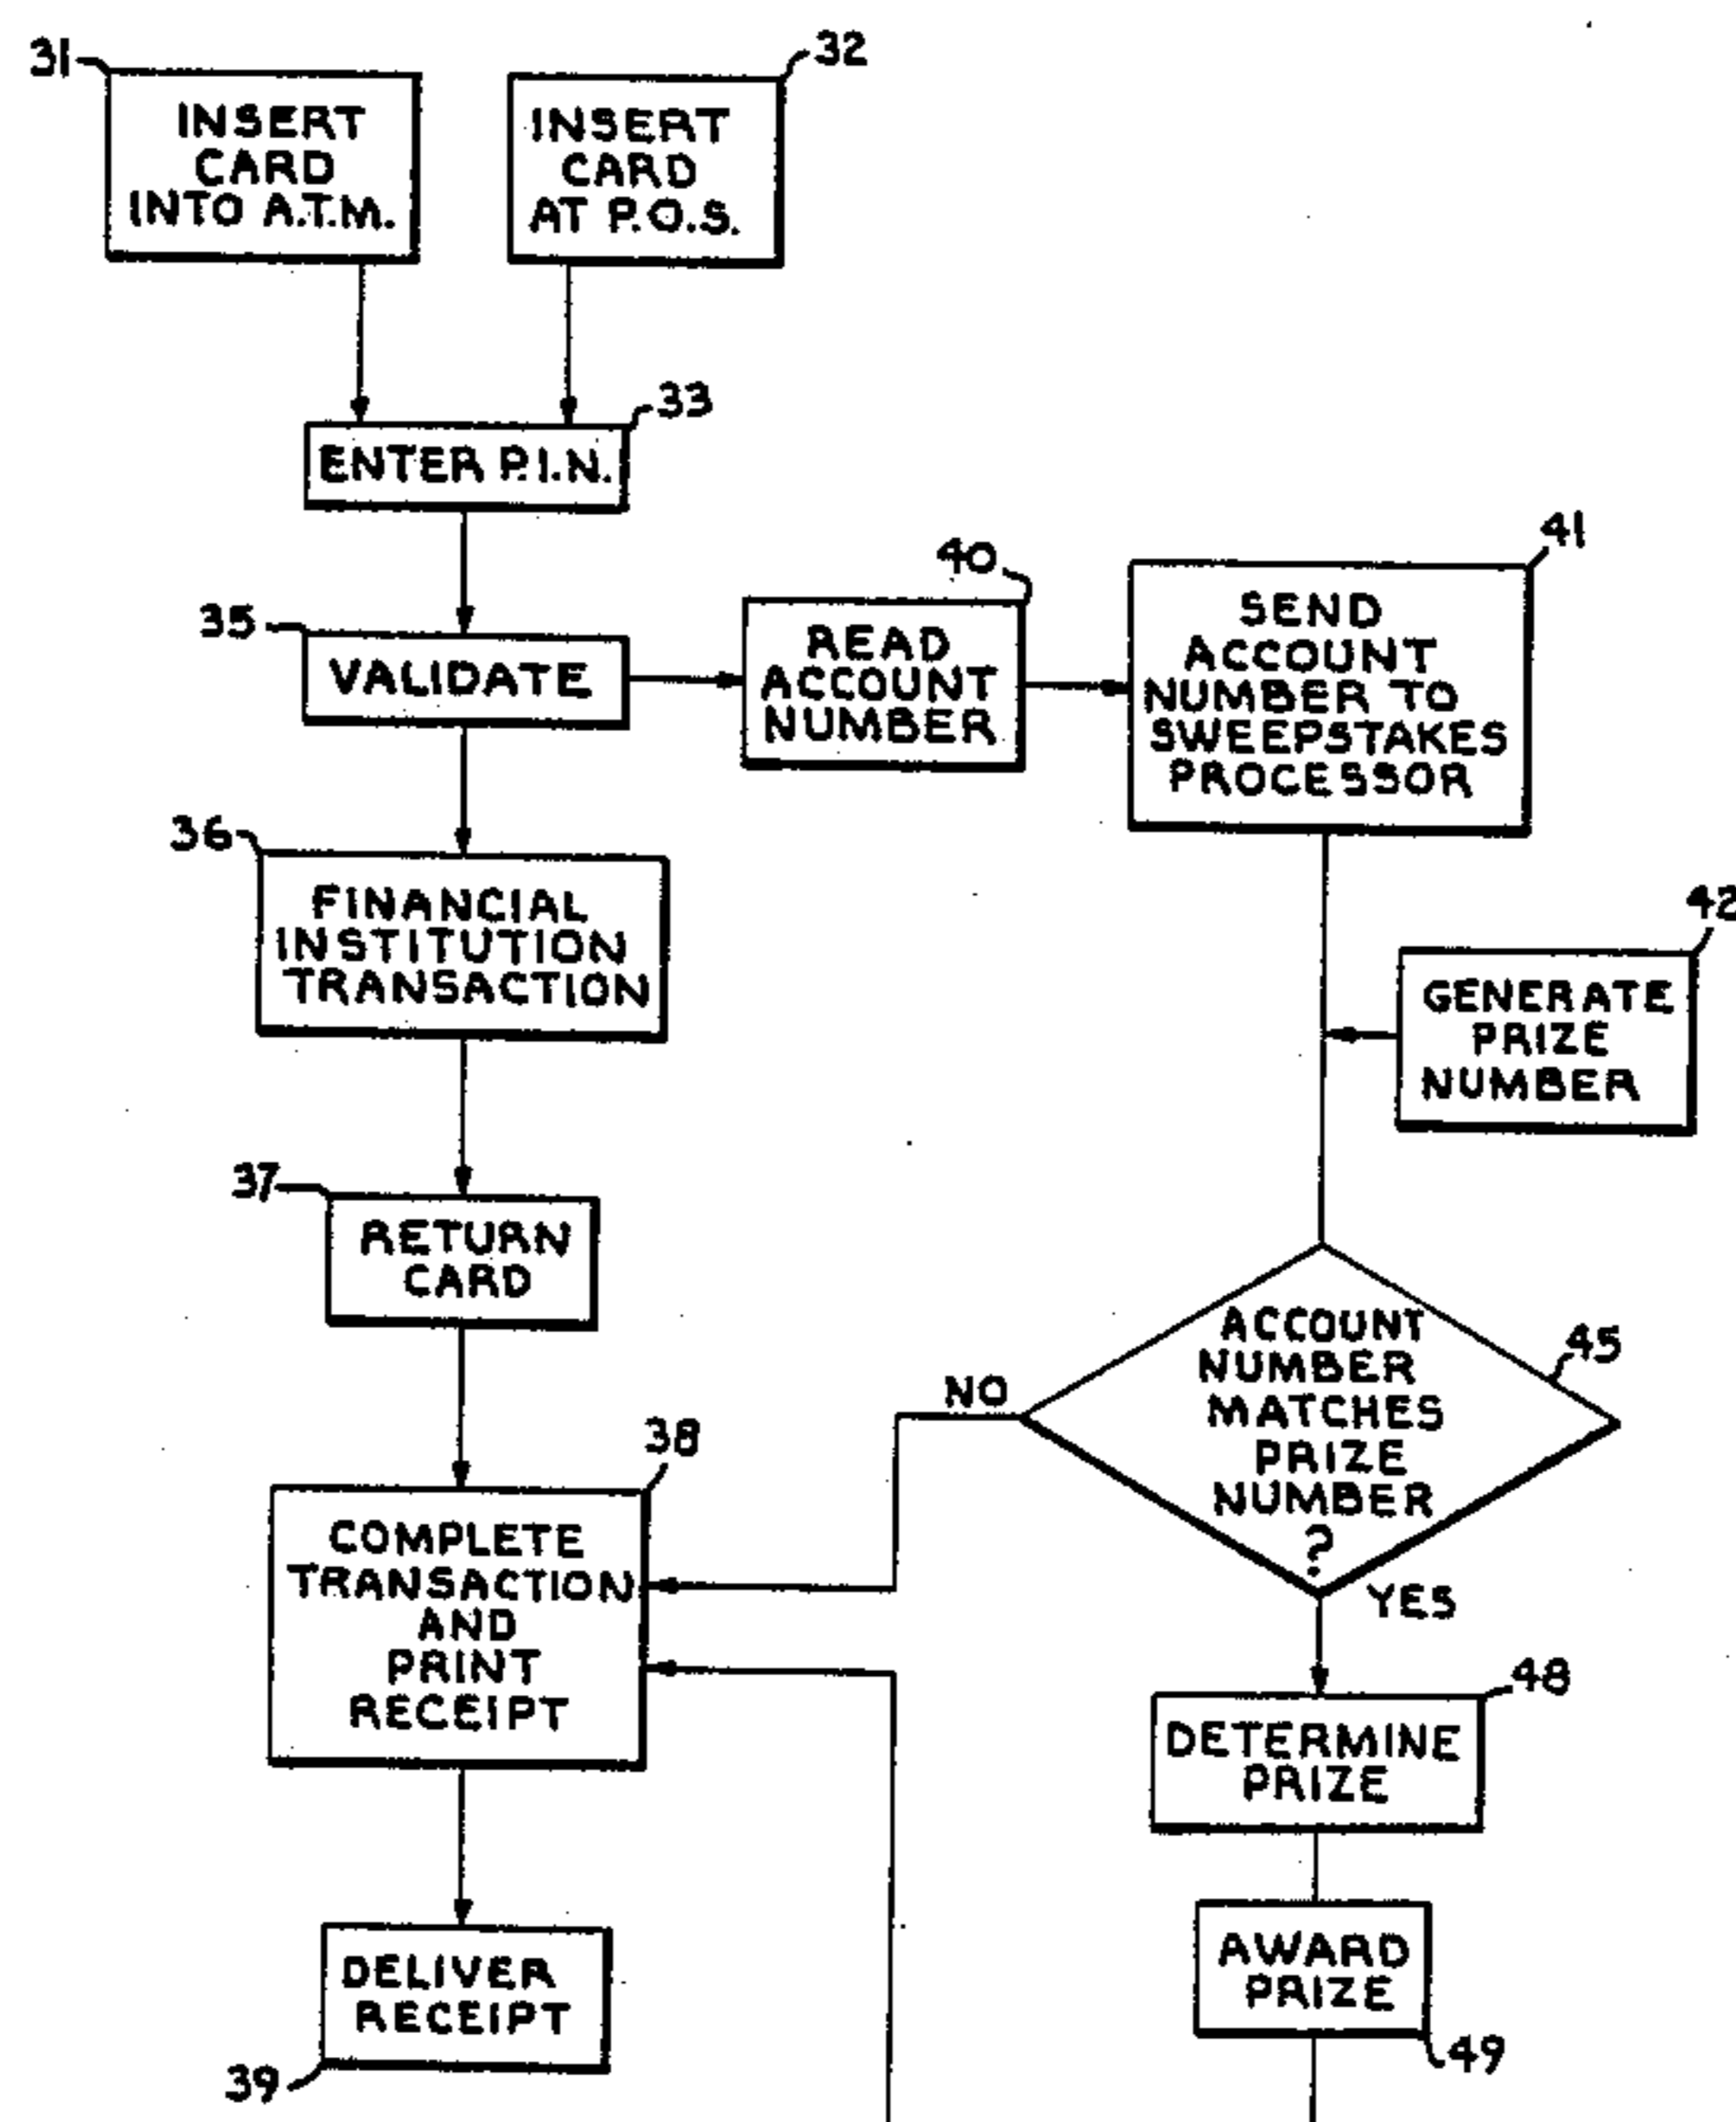 31
INSERT
CARD
INTO A.T.M.
32
INSERT
CARD
AT P.O.S.
33
ENTER P.I.N.
35
VALIDATE
40
READ
ACCOUNT
NUMBER
41
SEND
ACCOUNT
NUMBER TO
SWEEPSTAKES
PROCESSOR
36
FINANCIAL
INSTITUTION
TRANSACTION
42
GENERATE
PRIZE
NUMBER
37
RETURN
CARD
45
ACCOUNT
NUMBER
MATCHES
PRIZE
NUMBER
?
NO
YES
38
COMPLETE
TRANSACTION
AND
PRINT
RECEIPT
48
DETERMINE
PRIZE
AWARD
PRIZE
49
DELIVER
RECEIPT
39